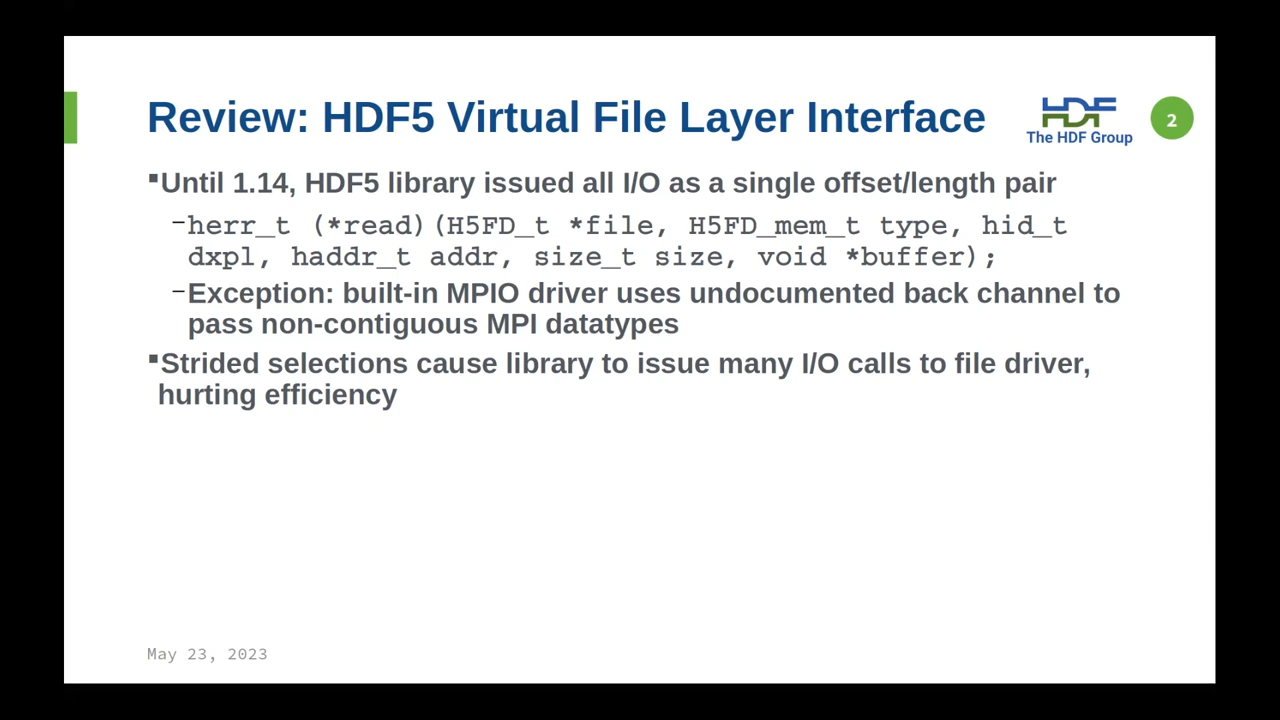 Review: HDF5 Virtual File Layer Interface
HDF
The HDF Group
2
▪Until 1.14, HDF5 library issued all I/O as a single offset/length pair
–herr_t (*read)(H5FD_t *file, H5FD_mem_t type, hid_t
dxpl, haddr_t addr, size_t size, void *buffer);
–Exception: built-in MPIO driver uses undocumented back channel to
pass non-contiguous MPI datatypes
▪Strided selections cause library to issue many I/O calls to file driver,
hurting efficiency
May 23, 2023